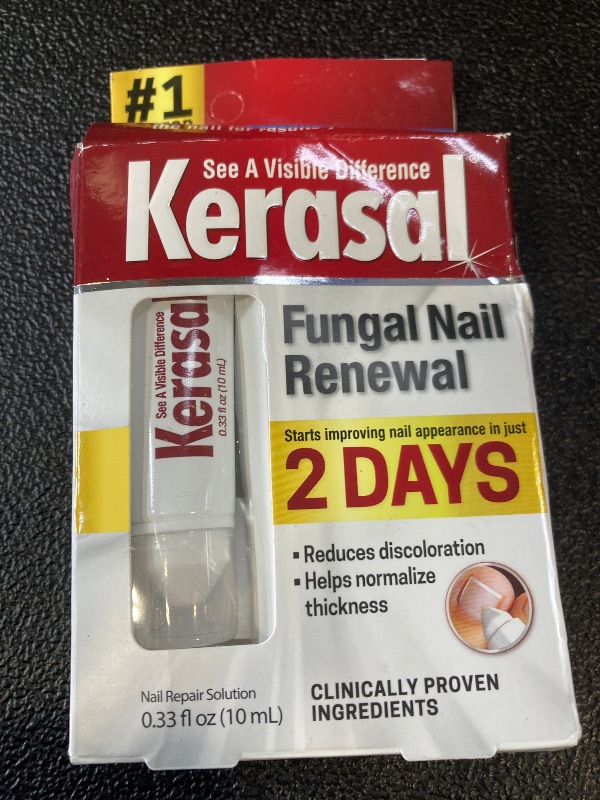 #1
See A Visible Difference
Kerasal®
Fungal Nail
Renewal
Starts improving nail appearance in just
2 DAYS
▪ Reduces discoloration
▪ Helps normalize
thickness
See A Visible Difference
Kerasal
0.33 fl oz (10 mL)
Nail Repair Solution
0.33 fl oz (10 mL)
CLINICALLY PROVEN
INGREDIENTS